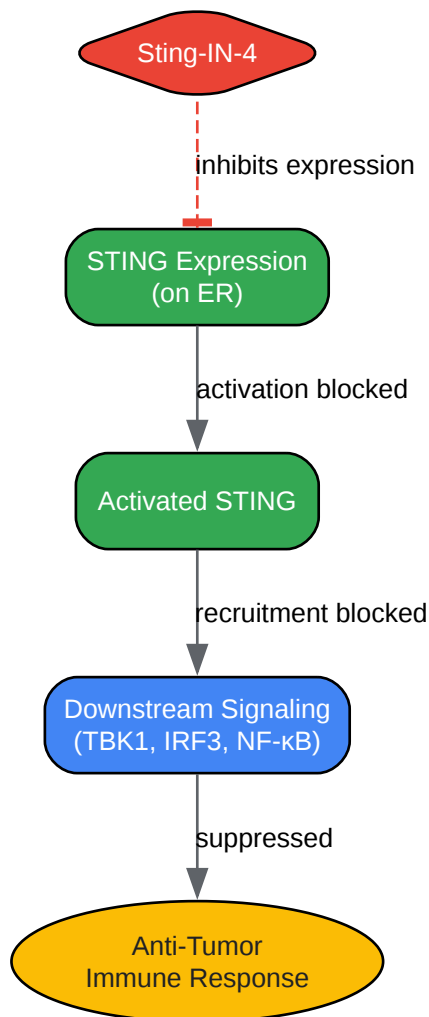 Sting-IN-4
inhibits expression
STING Expression
(on ER)
activation blocked
Activated STING
recruitment blocked
Downstream Signaling
(TBK1, IRF3, NF-κB)
suppressed
Anti-Tumor
Immune Response